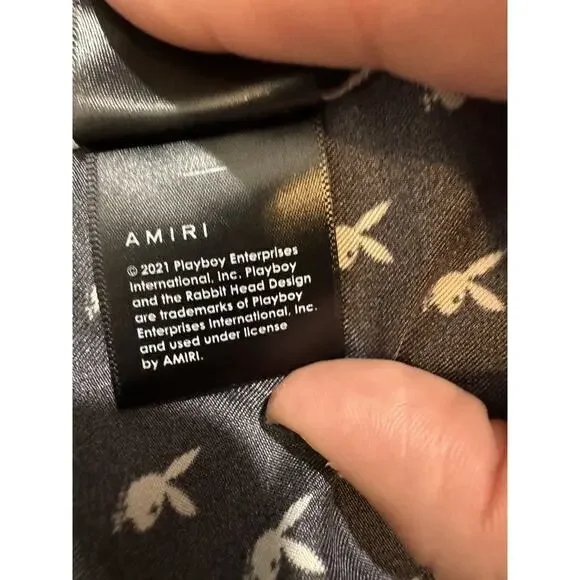 AMIRI
© 2021 Playboy Enterprises
International, Inc. Playboy
and the Rabbit Head Design
are trademarks of Playboy
Enterprises International, Inc.
and used under license
by AMIRI.